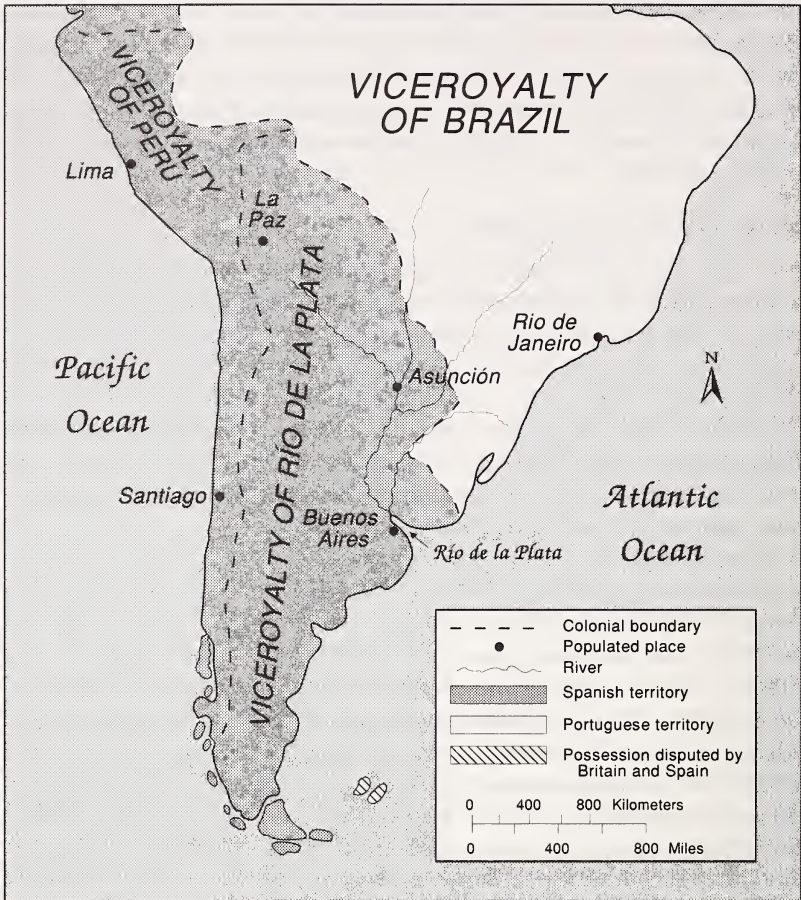 VICEROYALTY
OF PERU
VICEROYALTY
OF BRAZIL
Lima
La
Paz
VICEROYALTY OF RÍO DE LA PLATA
Rio de
Janeiro
Asunción
N
Pacific
Ocean
Santiago
Buenos
Aires
Río de la Plata
Atlantic
Ocean
Colonial boundary
Populated place
River
Spanish territory
Portuguese territory
Possession disputed by
Britain and Spain
0 400 800 Kilometers
0 400 800 Miles